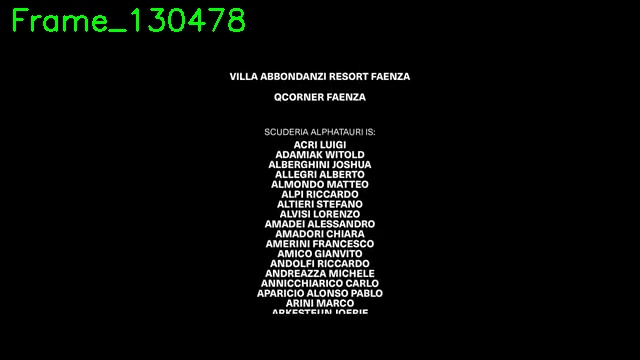 Frame_130478
VILLA ABBONDANZI RESORT FAENZA
QCORNER FAENZA
SCUDERIA ALPHATAURI IS:
ACRI LUIGI
ADAMIAK WITOLD
ALBERGHINI JOSHUA
ALLEGRI ALBERTO
ALMONDO MATTEO
ALPI RICCARDO
ALTIERI STEFANO
ALVISI LORENZO
AMADEI ALESSANDRO
AMADORI CHIARA
AMERINI FRANCESCO
AMICO GIANVITO
ANDOLFI RICCARDO
ANDREAZZA MICHELE
ANNICCHIARICO CARLO
APARICIO ALONSO PABLO
ARINI MARCO